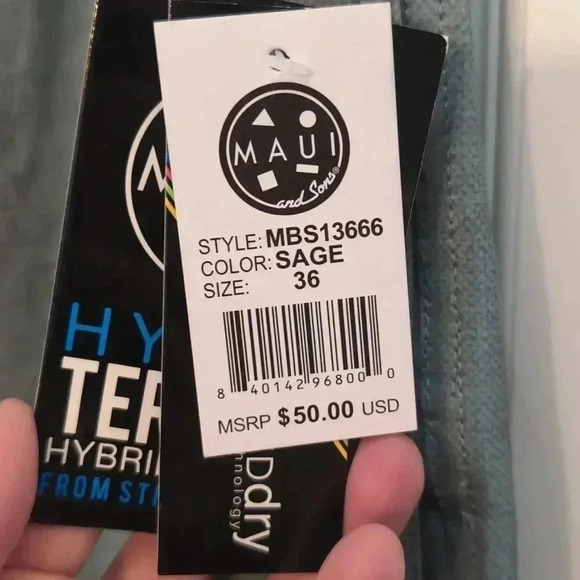 MAUI
and Sons®
STYLE: MBS13666
COLOR: SAGE
SIZE: 36
8 40142 96800 0
MSRP $50.00 USD
HY
TER
HYBRI
FROM ST
Ddry
hnology